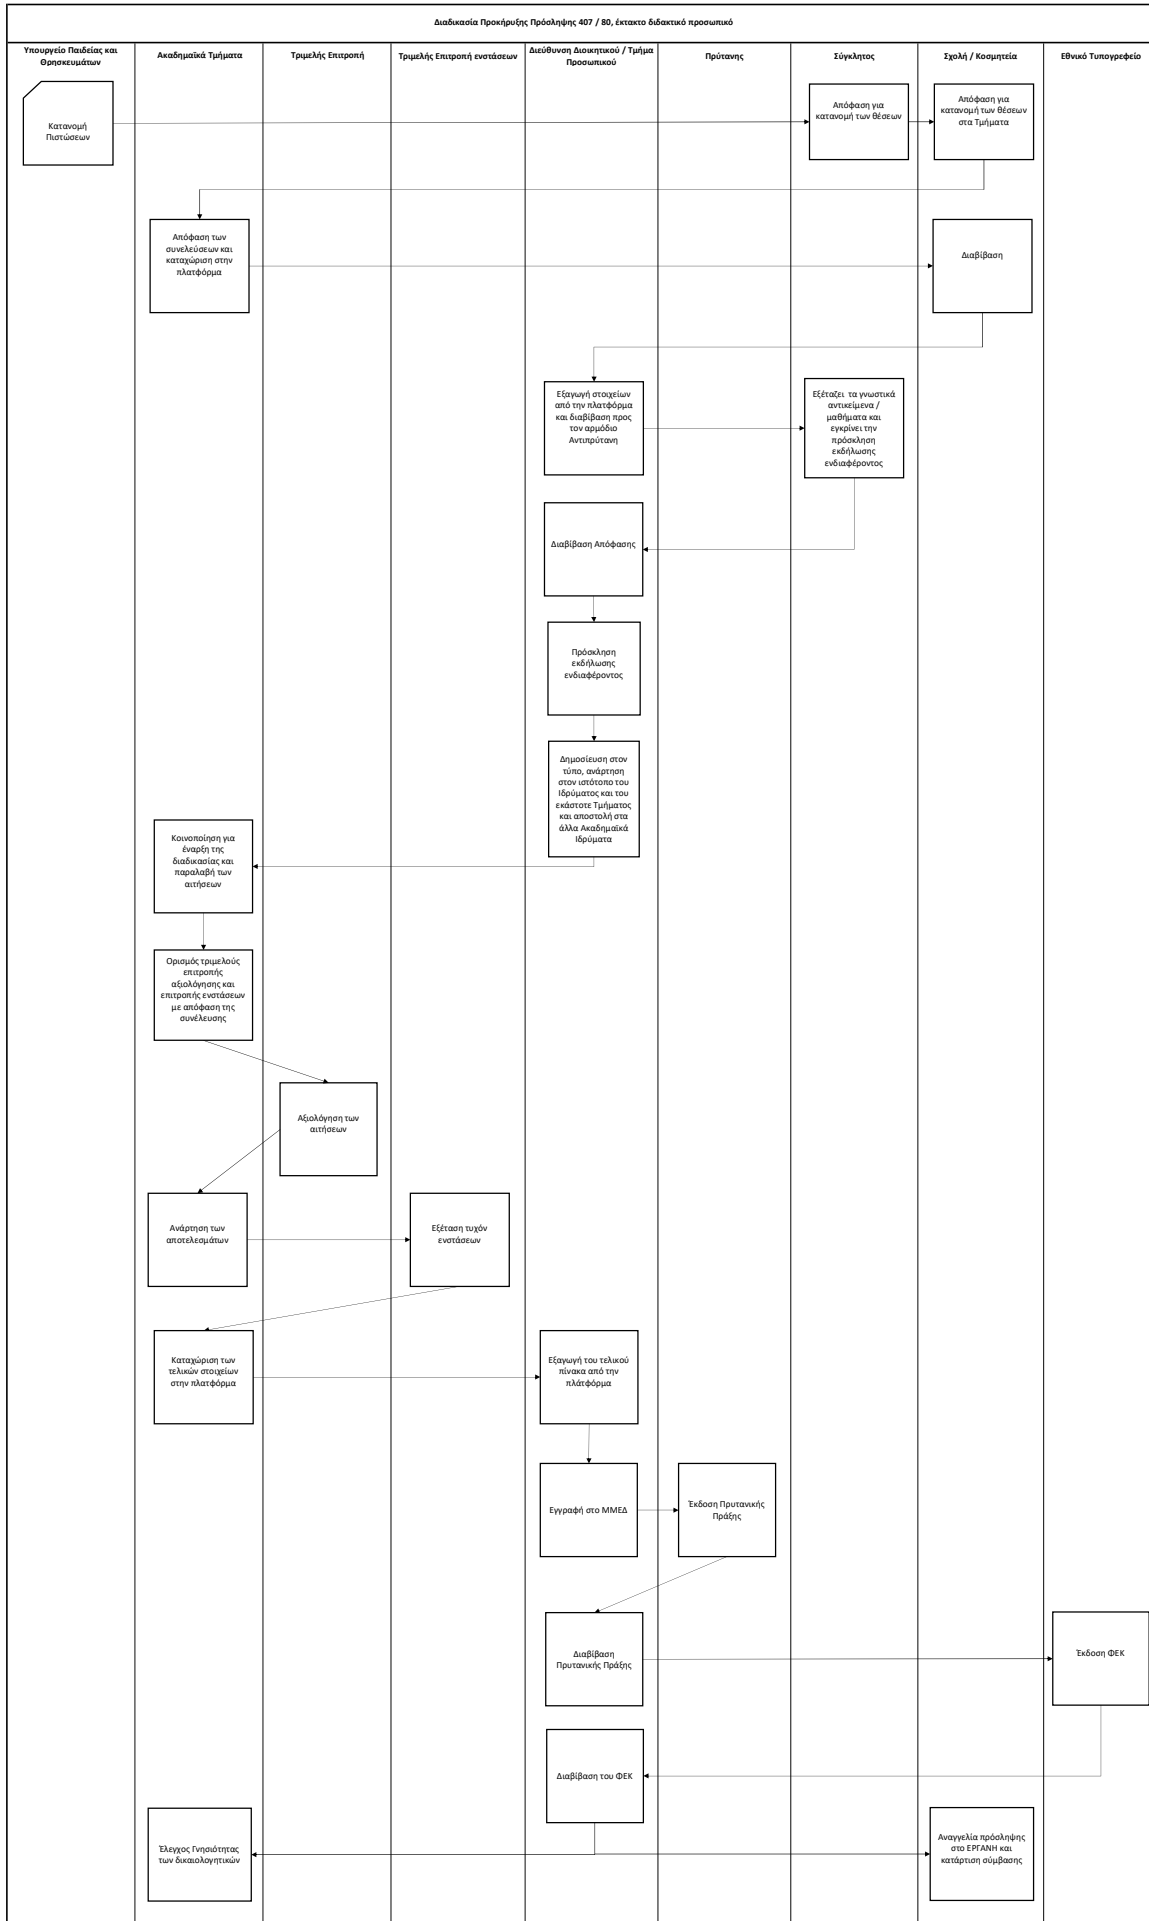 Διαδικασία Προκήρυξης Πρόσληψης 407 / 80, έκτακτο διδακτικό προσωπικό
Υπουργείο Παιδείας και
Θρησκευμάτων
Ακαδημαϊκά Τμήματα
Τριμελής Επιτροπή
Τριμελής Επιτροπή ενστάσεων
Διεύθυνση Διοικητικού / Τμήμα
Προσωπικού
Πρύτανης
Σύγκλητος
Σχολή / Κοσμητεία
Εθνικό Τυπογρεφείο
Κατανομή
Πιστώσεων
Απόφαση για
κατανομή των θέσεων
Απόφαση για
κατανομή των θέσεων
στα Τμήματα
Απόφαση των
συνελεύσεων και
καταχώριση στην
πλατφόρμα
Διαβίβαση
Εξαγωγή στοιχείων
από την πλατφόρμα
και διαβίβαση προς
τον αρμόδιο
Αντιπρύτανη
Εξέταζει τα γνωστικά
αντικείμενα /
μαθήματα και
εγκρίνει την
πρόσκληση
εκδήλωσης
ενδιαφέροντος
Διαβίβαση Απόφασης
Πρόσκληση
εκδήλωσης
ενδιαφέροντος
Δημοσίευση στον
τύπο, ανάρτηση
στον ιστότοπο του
Ιδρύματος και του
εκάστοτε Τμήματος
και αποστολή στα
άλλα Ακαδημαϊκά
Ιδρύματα
Κοινοποίηση για
έναρξη της
διαδικασίας και
παραλαβή των
αιτήσεων
Ορισμός τριμελούς
επιτροπής
αξιολόγησης και
επιτροπής ενστάσεων
με απόφαση της
συνέλευσης
Αξιολόγηση των
αιτήσεων
Ανάρτηση των
αποτελεσμάτων
Εξέταση τυχόν
ενστάσεων
Καταχώριση των
τελικών στοιχείων
στην πλατφόρμα
Εξαγωγή του τελικού
πίνακα από την
πλάτφόρμα
Εγγραφή στο ΜΜΕΔ
Έκδοση Πρυτανικής
Πράξης
Διαβίβαση
Πρυτανικής Πράξης
Έκδοση ΦΕΚ
Διαβίβαση του ΦΕΚ
Έλεγχος Γνησιότητας
των δικαιολογητικών
Αναγγελία πρόσληψης
στο ΕΡΓΑΝΗ και
κατάρτιση σύμβασης